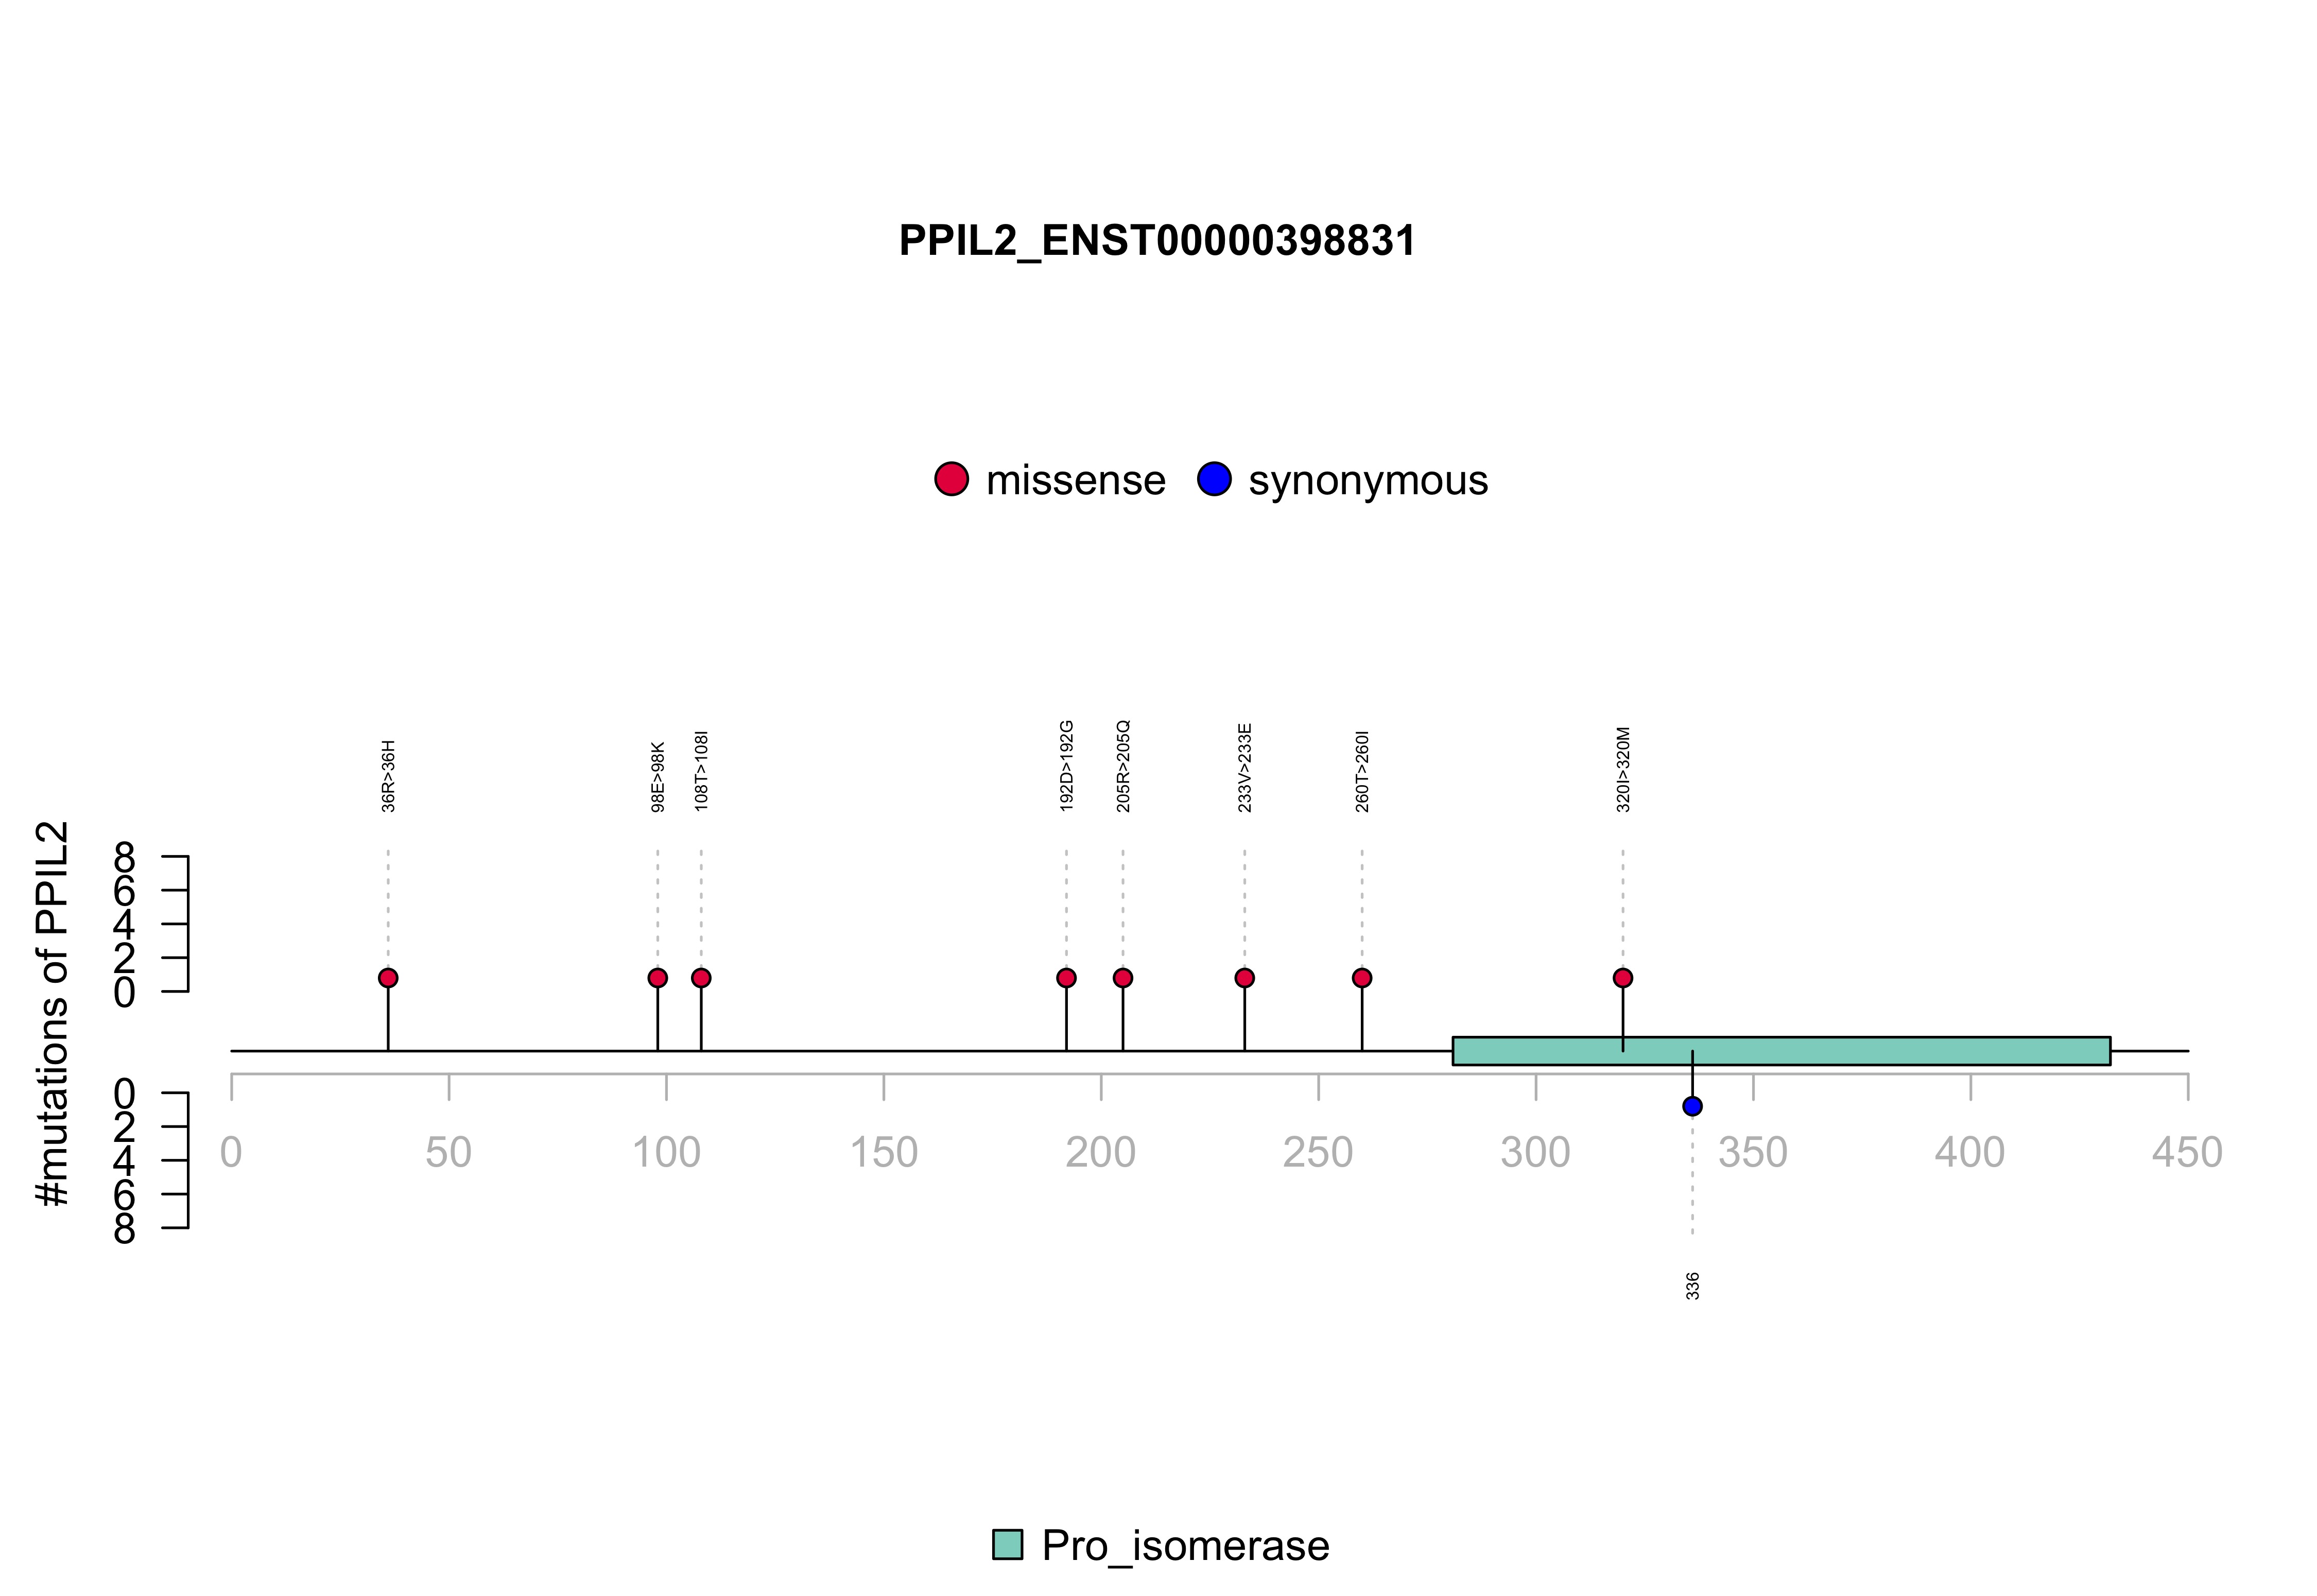 PPIL2_ENST00000398831
missense synonymous
36R>36H
98E>98K
108T>108I
192D>192G
205R>205Q
233V>233E
260T>260I
320I>320M
#mutations of PPIL2
8
6
4
2
0
0
2
4
6
8
0 50 100 150 200 250 300 350 400 450
336
Pro_isomerase